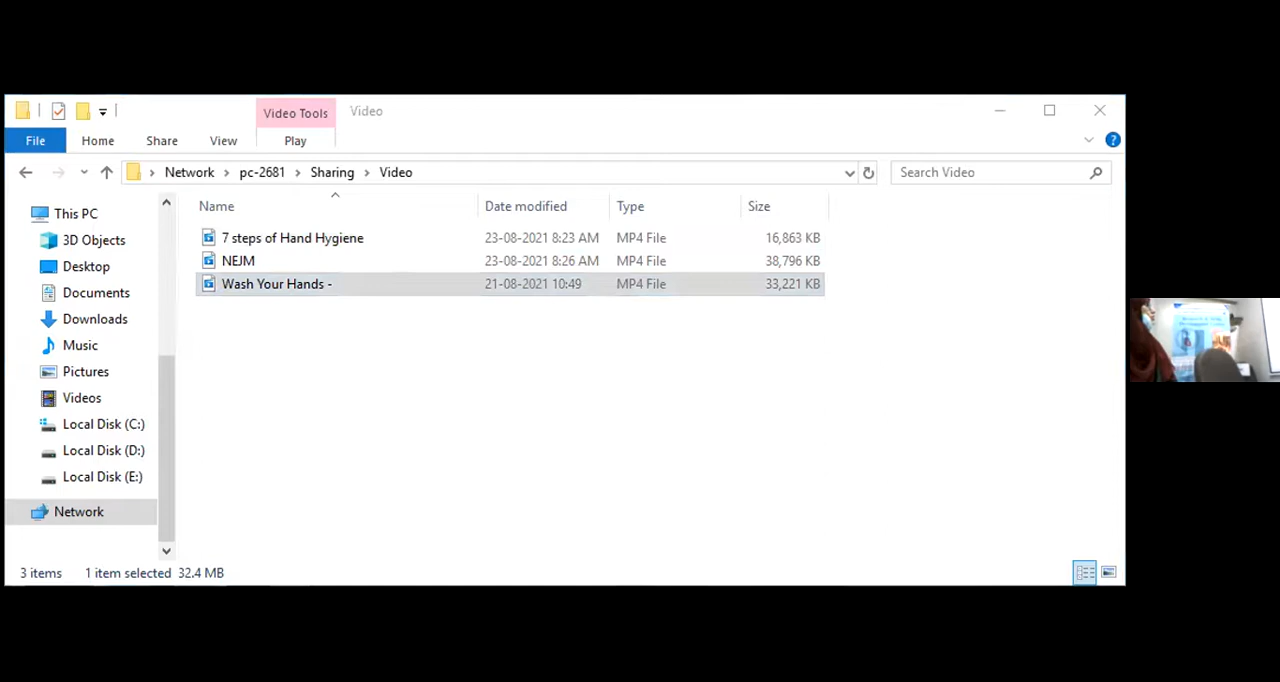 Video Tools Video
File Home Share View Play
Network pc-2681 Sharing Video Search Video
Name Date modified Type Size
7 steps of Hand Hygiene 23-08-2021 8:23 AM MP4 File 16,863 KB
NEJM 23-08-2021 8:26 AM MP4 File 38,796 KB
Wash Your Hands - 21-08-2021 10:49 MP4 File 33,221 KB
This PC
3D Objects
Desktop
Documents
Downloads
Music
Pictures
Videos
Local Disk (C:)
Local Disk (D:)
Local Disk (E:)
Network
3 items 1 item selected 32.4 MB